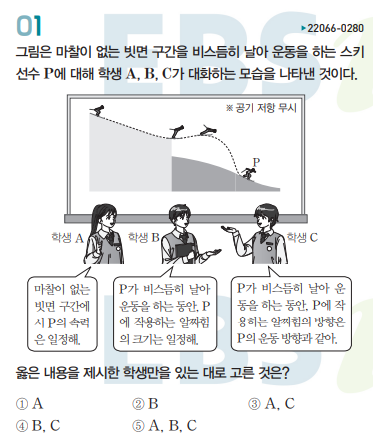 EBS
01
▶22066-0280
그림은 마찰이 없는 빗면 구간을 비스듬히 날아 운동을 하는 스키
선수 P에 대해 학생 A, B, C가 대화하는 모습을 나타낸 것이다.
※ 공기 저항 무시
P
학생 A
학생 B
학생 C
마찰이 없는
빗면 구간에
서 P의 속력
은 일정해.
P가 비스듬히 날아
운동을 하는 동안, P
에 작용하는 알짜힘
의 크기는 일정해.
P가 비스듬히 날아 운
동을 하는 동안, P에 작
용하는 알짜힘의 방향은
P의 운동 방향과 같아.
옳은 내용을 제시한 학생만을 있는 대로 고른 것은?
① A
② B
③ A, C
④ B, C
⑤ A, B, C
EBS